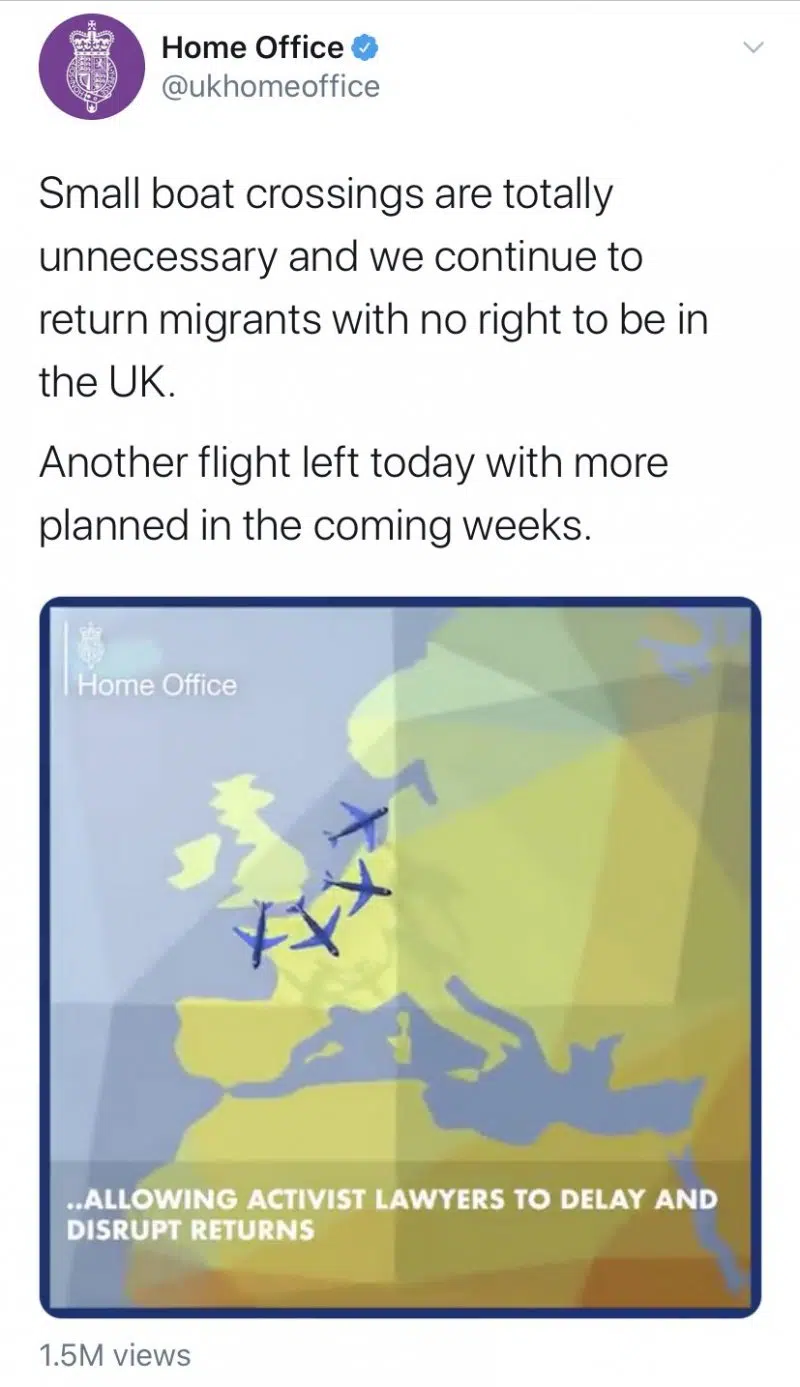 Home Office
@ukhomeoffice
Small boat crossings are totally
unnecessary and we continue to
return migrants with no right to be in
the UK.
Another flight left today with more
planned in the coming weeks.
Home Office
..ALLOWING ACTIVIST LAWYERS TO DELAY AND
DISRUPT RETURNS
1.5M views